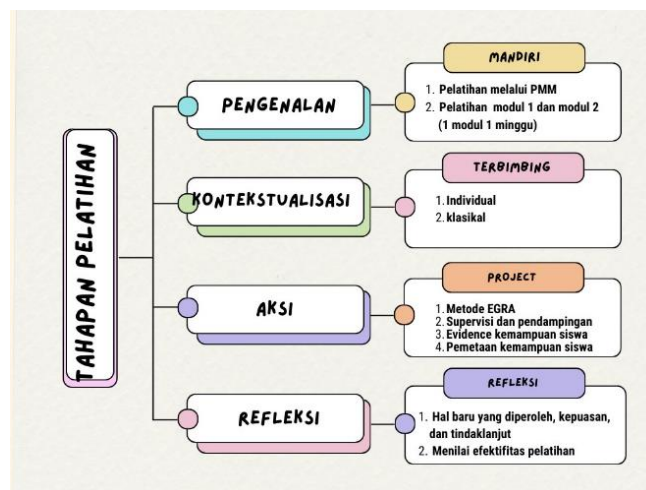 TAHAPAN PELATIHAN
PENGENALAN
MANDIRI
1. Pelatihan melalui PMM
2. Pelatihan modul 1 dan modul 2
(1 modul 1 minggu)
KONTEKSTUALISASI
TERBIMBING
1. Individual
2. klasikal
AKSI
PROJECT
1. Metode EGRA
2. Supervisi dan pendampingan
3. Evidence kemampuan siswa
4. Pemetaan kemampuan siswa
REFLEKSI
REFLEKSI
1. Hal baru yang diperoleh, kepuasan,
dan tindaklanjut
2. Menilai efektifitas pelatihan